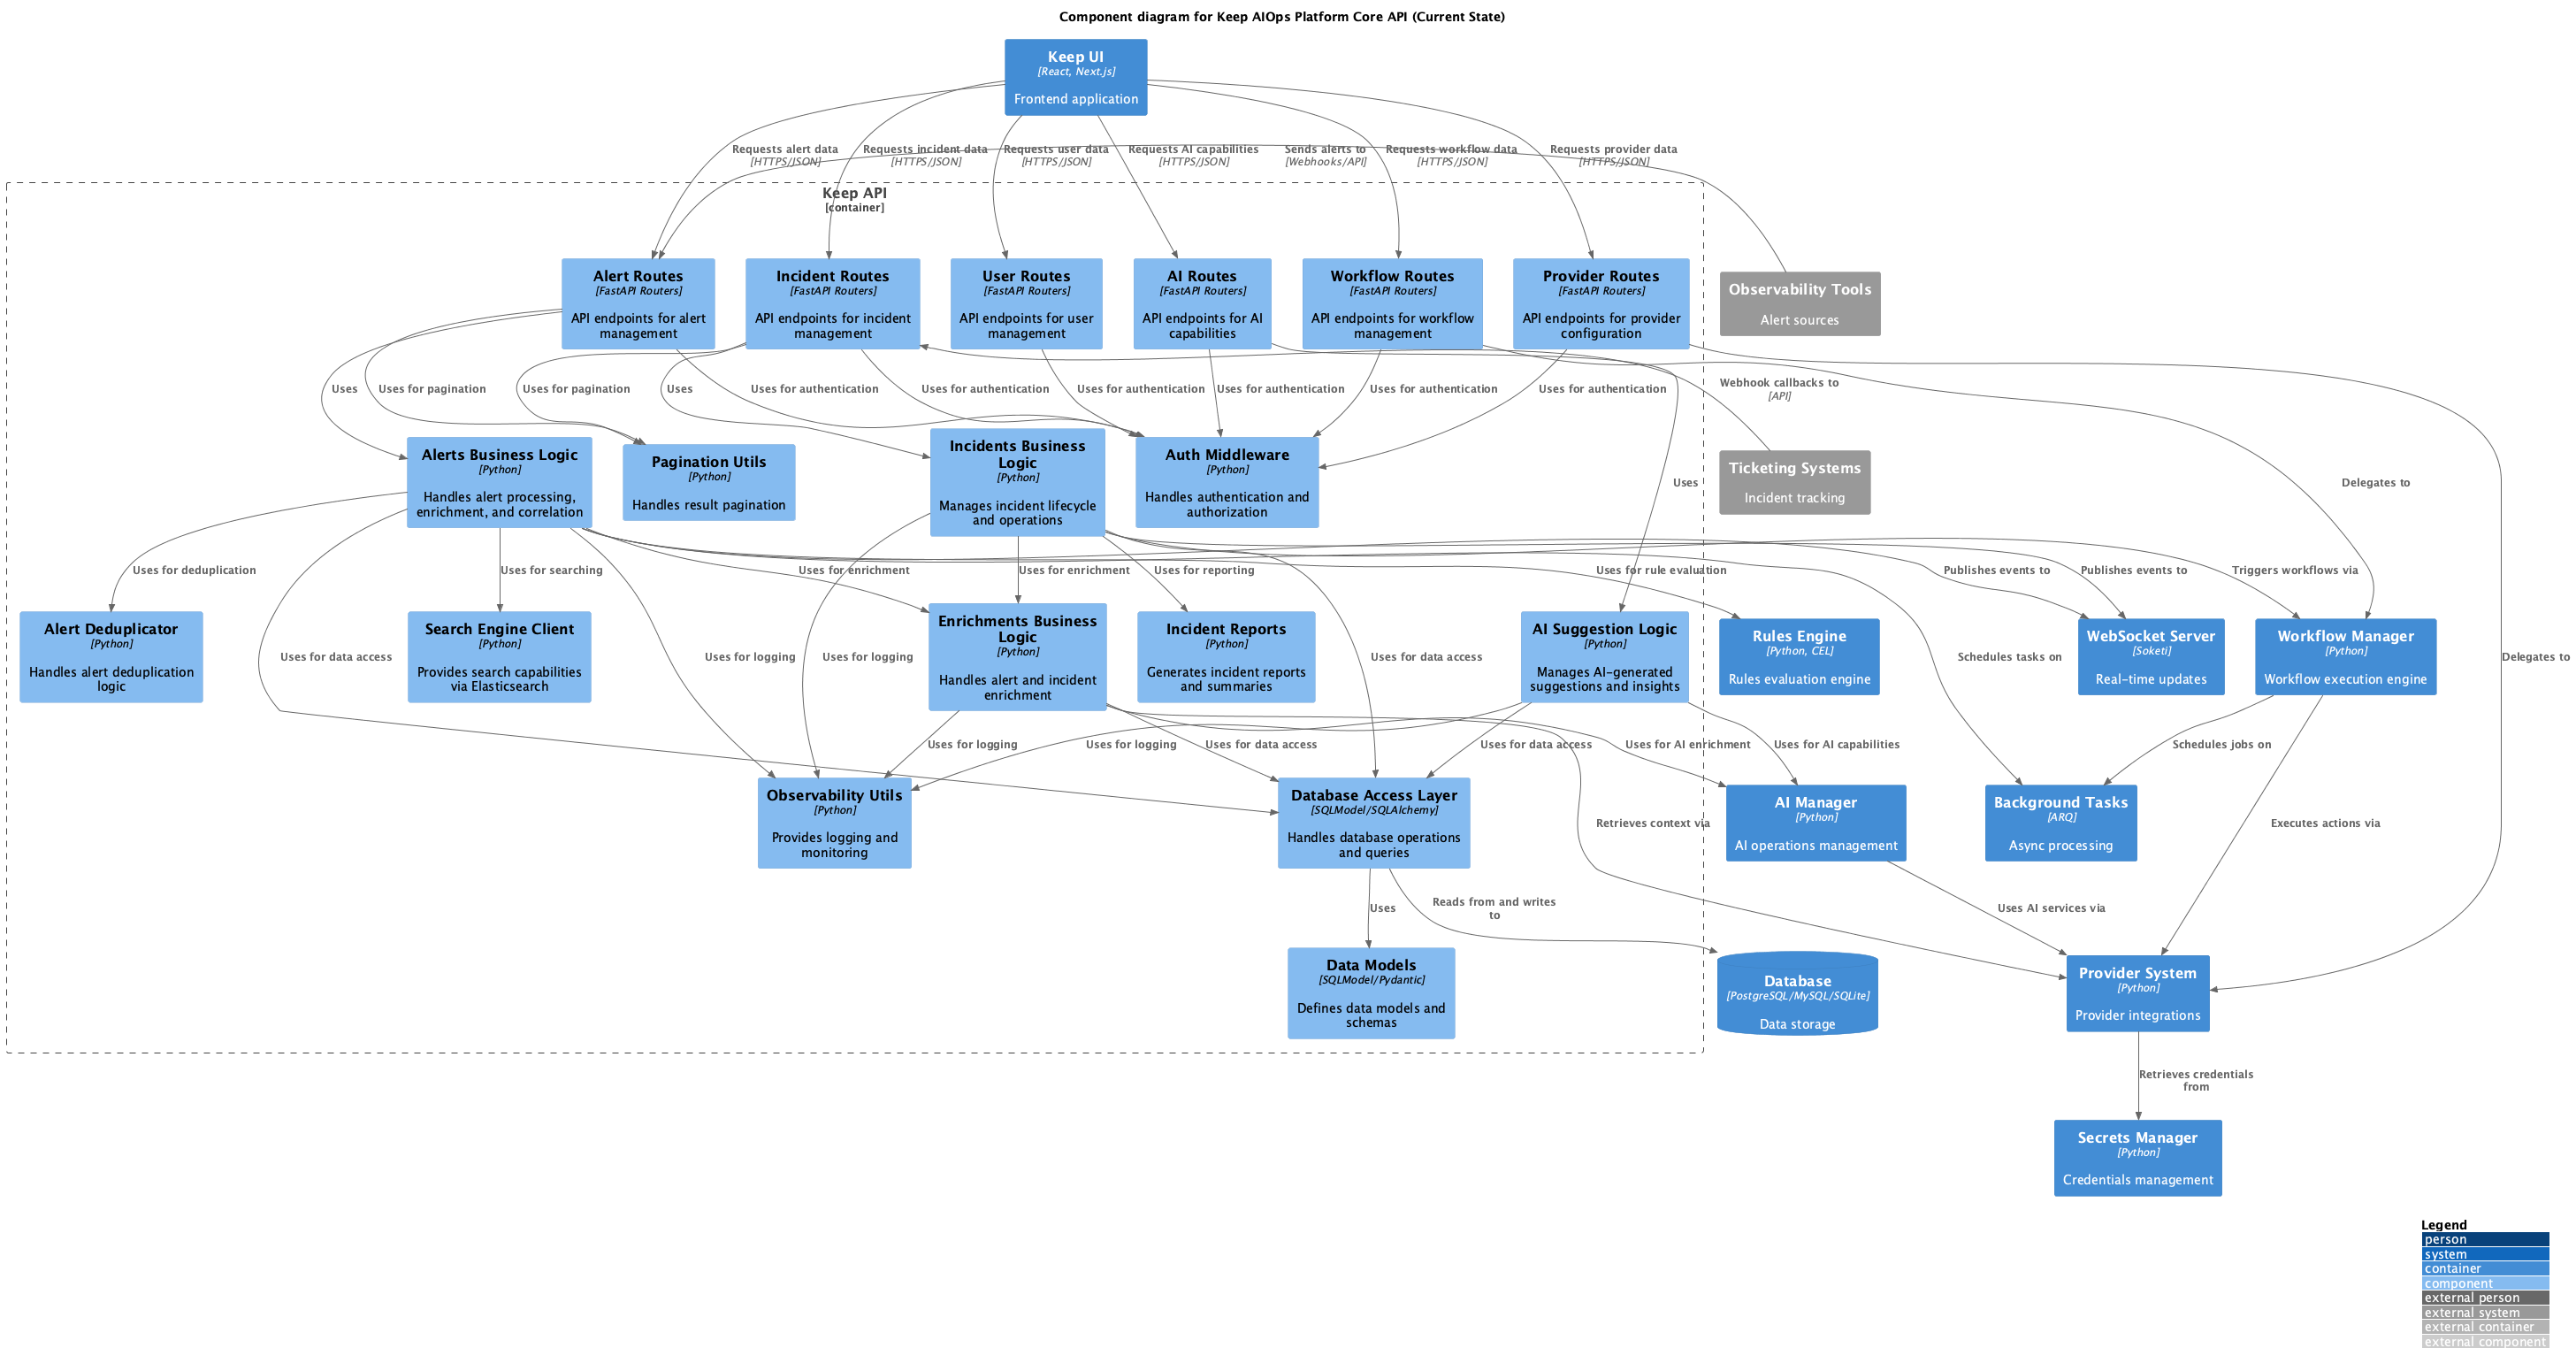 Component diagram for Keep AIOps Platform Core API (Current State)
Keep UI
[React, Next.js]
Frontend application
Requests alert data
[HTTPS/JSON]
Requests incident data
[HTTPS/JSON]
Requests user data
[HTTPS/JSON]
Requests AI capabilities
[HTTPS/JSON]
Sends alerts to
[Webhooks/API]
Requests workflow data
[HTTPS/JSON]
Requests provider data
[HTTPS/JSON]
Keep API
[container]
Alert Routes
[FastAPI Routers]
API endpoints for alert
management
Incident Routes
[FastAPI Routers]
API endpoints for incident
management
User Routes
[FastAPI Routers]
API endpoints for user
management
AI Routes
[FastAPI Routers]
API endpoints for AI
capabilities
Workflow Routes
[FastAPI Routers]
API endpoints for workflow
management
Provider Routes
[FastAPI Routers]
API endpoints for provider
configuration
Observability Tools
Alert sources
Uses
Uses for pagination
Uses for pagination
Uses
Uses for authentication
Uses for authentication
Uses for authentication
Uses for authentication
Uses for authentication
Uses for authentication
Webhook callbacks to
[API]
Alerts Business Logic
[Python]
Handles alert processing,
enrichment, and correlation
Pagination Utils
[Python]
Handles result pagination
Incidents Business
Logic
[Python]
Manages incident lifecycle
and operations
Auth Middleware
[Python]
Handles authentication and
authorization
Uses
Ticketing Systems
Incident tracking
Delegates to
Uses for deduplication
Uses for searching
Uses for enrichment
Uses for enrichment
Uses for reporting
Uses for rule evaluation
Publishes events to
Publishes events to
Triggers workflows via
Alert Deduplicator
[Python]
Handles alert deduplication
logic
Uses for data access
Search Engine Client
[Python]
Provides search capabilities
via Elasticsearch
Uses for logging
Uses for logging
Enrichments Business
Logic
[Python]
Handles alert and incident
enrichment
Incident Reports
[Python]
Generates incident reports
and summaries
Uses for data access
AI Suggestion Logic
[Python]
Manages AI-generated
suggestions and insights
Rules Engine
[Python, CEL]
Rules evaluation engine
Schedules tasks on
WebSocket Server
[Soketi]
Real-time updates
Workflow Manager
[Python]
Workflow execution engine
Delegates to
Uses for logging
Uses for logging
Uses for data access
Uses for data access
Uses for AI enrichment
Uses for AI capabilities
Schedules jobs on
Observability Utils
[Python]
Provides logging and
monitoring
Database Access Layer
[SQLModel/SQLAlchemy]
Handles database operations
and queries
Retrieves context via
AI Manager
[Python]
AI operations management
Background Tasks
[ARQ]
Async processing
Executes actions via
Uses
Reads from and writes
to
Uses AI services via
Data Models
[SQLModel/Pydantic]
Defines data models and
schemas
Database
[PostgreSQL/MySQL/SQLite]
Data storage
Provider System
[Python]
Provider integrations
Retrieves credentials
from
Secrets Manager
[Python]
Credentials management
Legend
person
system
container
component
external person
external system
external container
external component